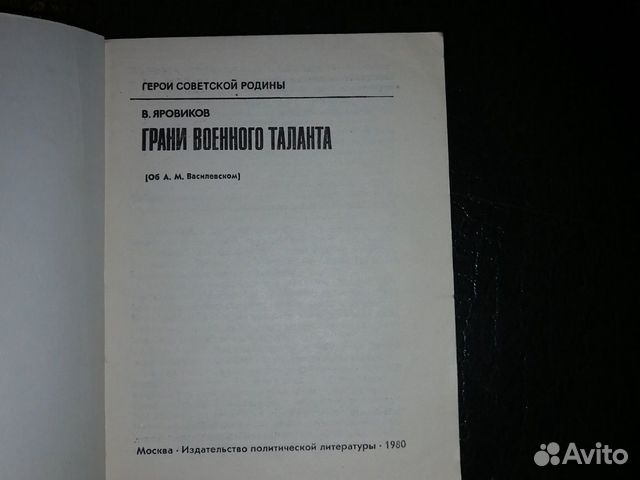 ГЕРОИ СОВЕТСКОЙ РОДИНЫ
В. ЯРОВИКОВ
ГРАНИ ВОЕННОГО ТАЛАНТА
(Об А. М. Василевском)
Москва · Издательство политической литературы · 1980
Avito